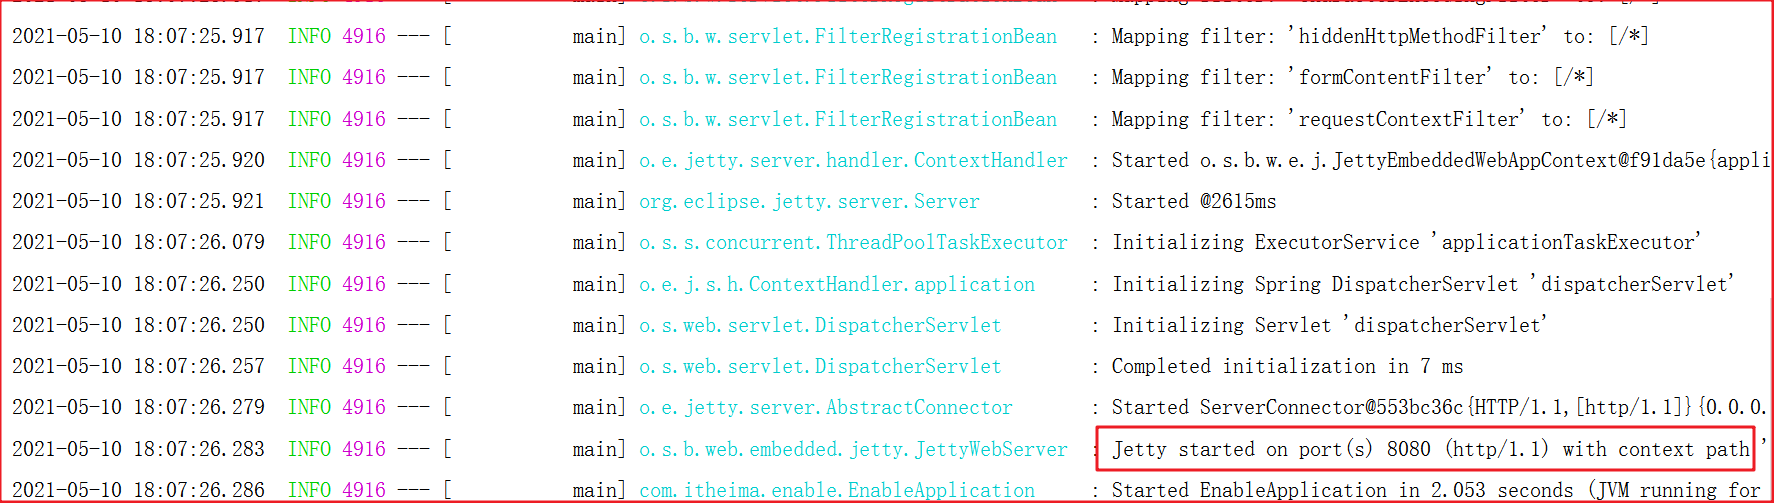 2021-05-10 18:07:25.917  INFO 4916 --- [           main] o.s.b.w.servlet.FilterRegistrationBean   : Mapping filter: 'hiddenHttpMethodFilter' to: [/*]
2021-05-10 18:07:25.917  INFO 4916 --- [           main] o.s.b.w.servlet.FilterRegistrationBean   : Mapping filter: 'formContentFilter' to: [/*]
2021-05-10 18:07:25.917  INFO 4916 --- [           main] o.s.b.w.servlet.FilterRegistrationBean   : Mapping filter: 'requestContextFilter' to: [/*]
2021-05-10 18:07:25.920  INFO 4916 --- [           main] o.e.jetty.server.handler.ContextHandler  : Started o.s.b.w.e.j.JettyEmbeddedWebAppContext@f91da5e{appli
2021-05-10 18:07:25.921  INFO 4916 --- [           main] org.eclipse.jetty.server.Server          : Started @2615ms
2021-05-10 18:07:26.079  INFO 4916 --- [           main] o.s.s.concurrent.ThreadPoolTaskExecutor  : Initializing ExecutorService 'applicationTaskExecutor'
2021-05-10 18:07:26.250  INFO 4916 --- [           main] o.e.j.s.h.ContextHandler.application     : Initializing Spring DispatcherServlet 'dispatcherServlet'
2021-05-10 18:07:26.250  INFO 4916 --- [           main] o.s.web.servlet.DispatcherServlet        : Initializing Servlet 'dispatcherServlet'
2021-05-10 18:07:26.257  INFO 4916 --- [           main] o.s.web.servlet.DispatcherServlet        : Completed initialization in 7 ms
2021-05-10 18:07:26.279  INFO 4916 --- [           main] o.e.jetty.server.AbstractConnector       : Started ServerConnector@553bc36c{HTTP/1.1,[http/1.1]}{0.0.0.
2021-05-10 18:07:26.283  INFO 4916 --- [           main] o.s.b.web.embedded.jetty.JettyWebServer  : Jetty started on port(s) 8080 (http/1.1) with context path '
2021-05-10 18:07:26.286  INFO 4916 --- [           main] com.itheima.enable.EnableApplication     : Started EnableApplication in 2.053 seconds (JVM running for